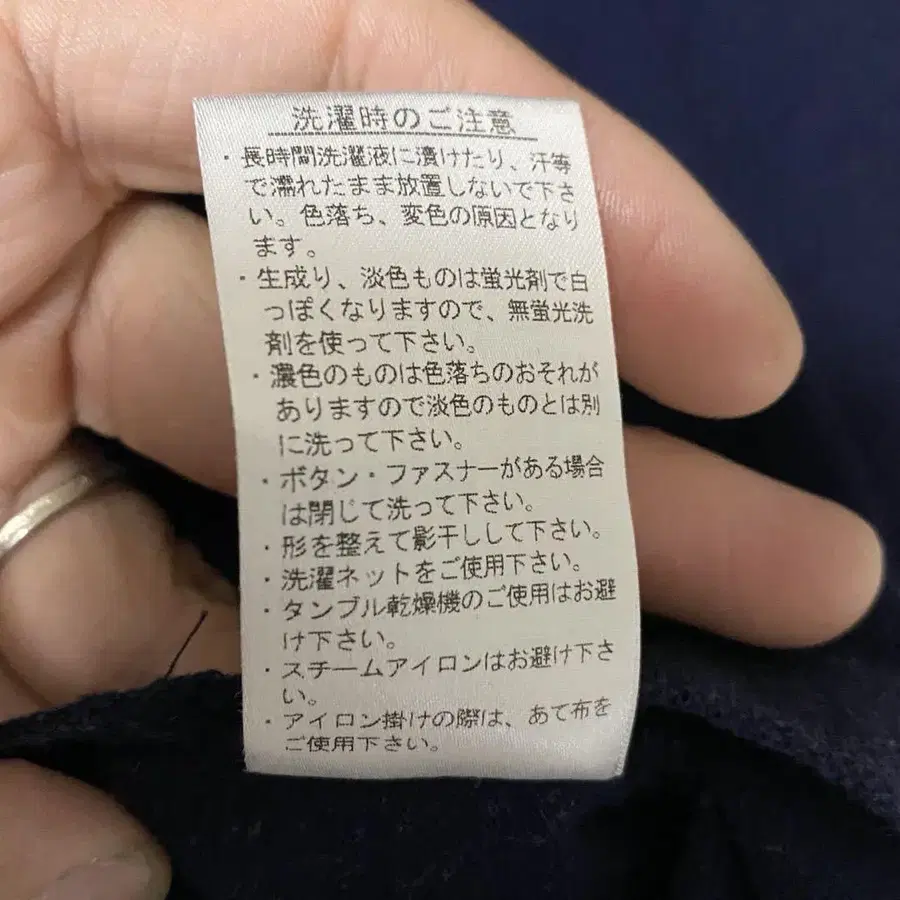 洗濯時のご注意
・長時間洗濯液に漬けたり、汗等
で濡れたまま放置しないで下さ
い。色落ち、変色の原因となり
ます。
・生成り、淡色ものは蛍光剤で白
っぽくなりますので、無蛍光洗
剤を使って下さい。
・濃色のものは色落ちのおそれが
ありますので淡色のものとは別
に洗って下さい。
・ボタン・ファスナーがある場合
は閉じて洗って下さい。
・形を整えて影干しして下さい。
・洗濯ネットをご使用下さい。
・タンブル乾燥機のご使用はお避
け下さい。
・スチームアイロンはお避け下さ
い。
・アイロン掛けの際は、あて布を
ご使用下さい。